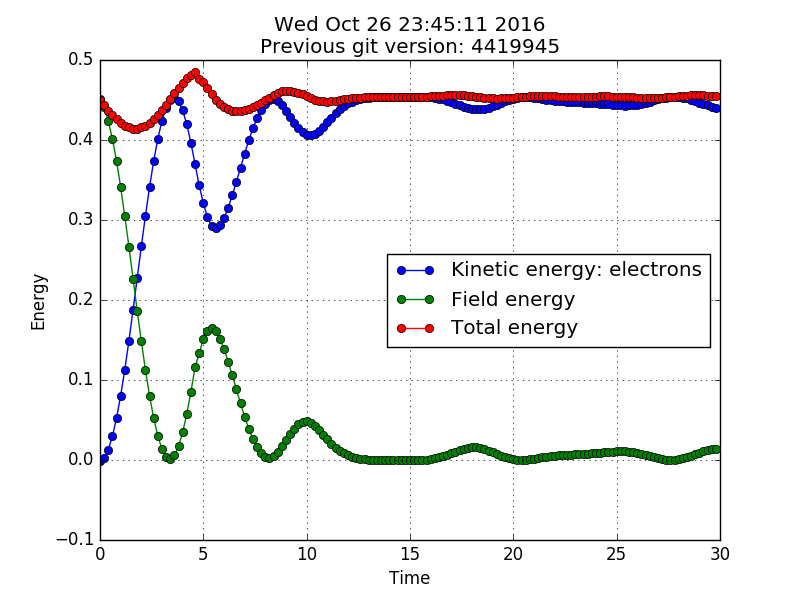 Wed Oct 26 23:45:11 2016
Previous git version: 4419945
0.5
0.4
0.3
0.2
0.1
0.0
−0.1
Energy
Kinetic energy: electrons
Field energy
Total energy
0 5 10 15 20 25 30
Time